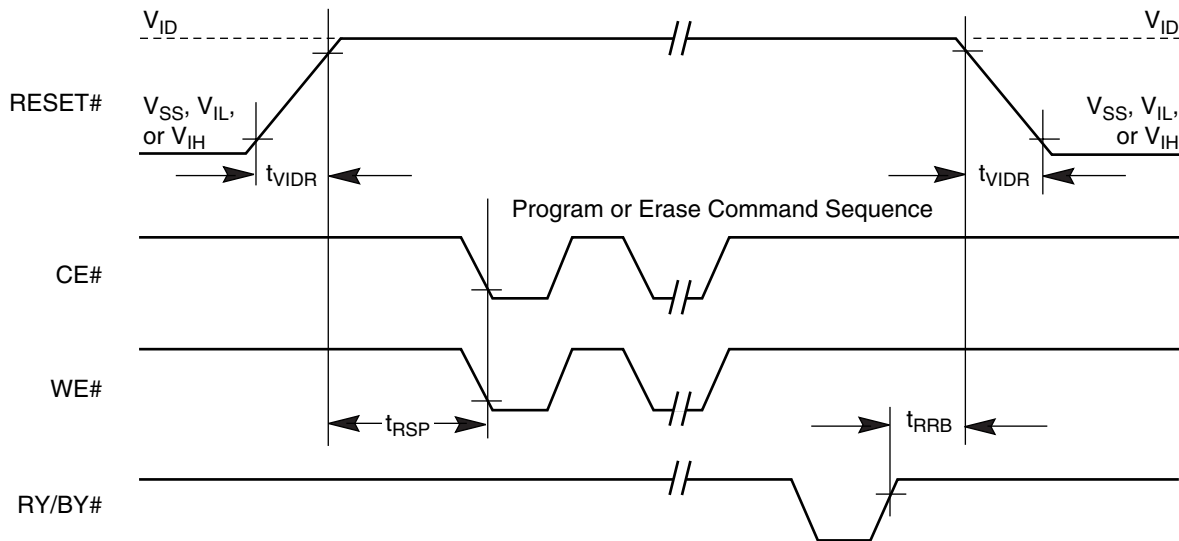 V_ID
V_ID
RESET#
V_SS, V_IL,
or V_IH
V_SS, V_IL,
or V_IH
t_VIDR
t_VIDR
Program or Erase Command Sequence
CE#
WE#
t_RSP
t_RRB
RY/BY#